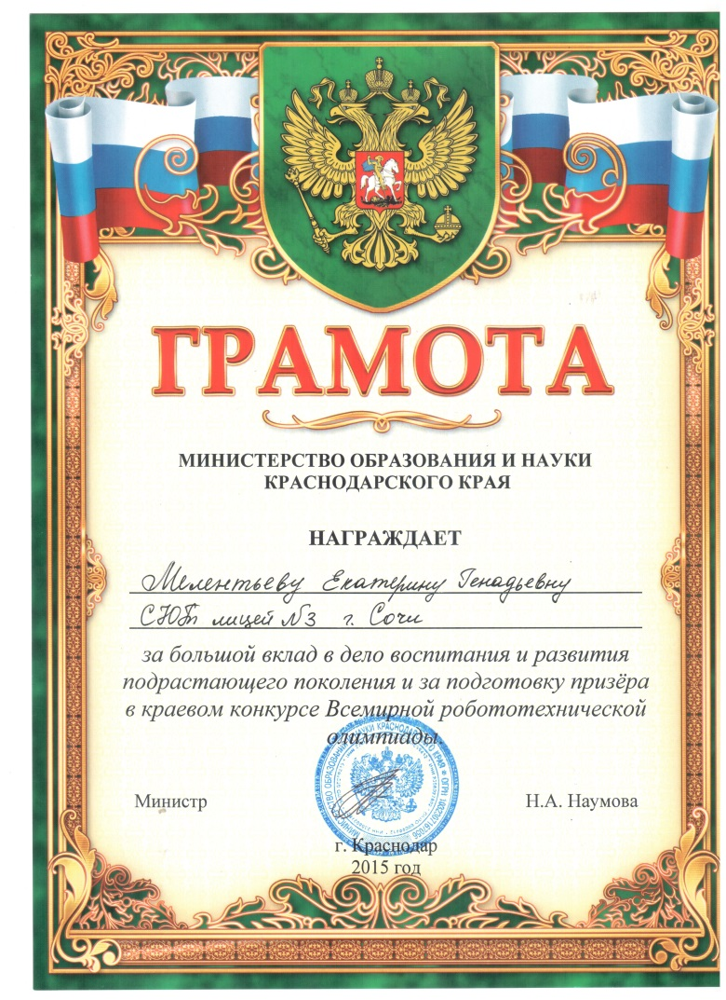 ГРАМОТА
МИНИСТЕРСТВО ОБРАЗОВАНИЯ И НАУКИ
КРАСНОДАРСКОГО КРАЯ
НАГРАЖДАЕТ
Мелентьеву Екатерину Генадьевну
СЮТ лицей №3 г. Сочи
за большой вклад в дело воспитания и развития
подрастающего поколения и за подготовку призёра
в краевом конкурсе Всемирной робототехнической
олимпиады.
Министр Н.А. Наумова
г. Краснодар
2015 год